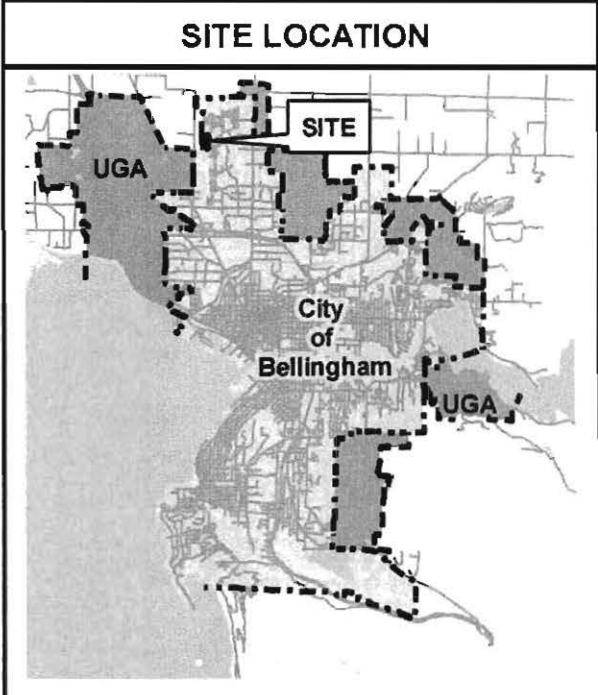 SITE LOCATION
SITE
UGA
City
of
Bellingham
UGA